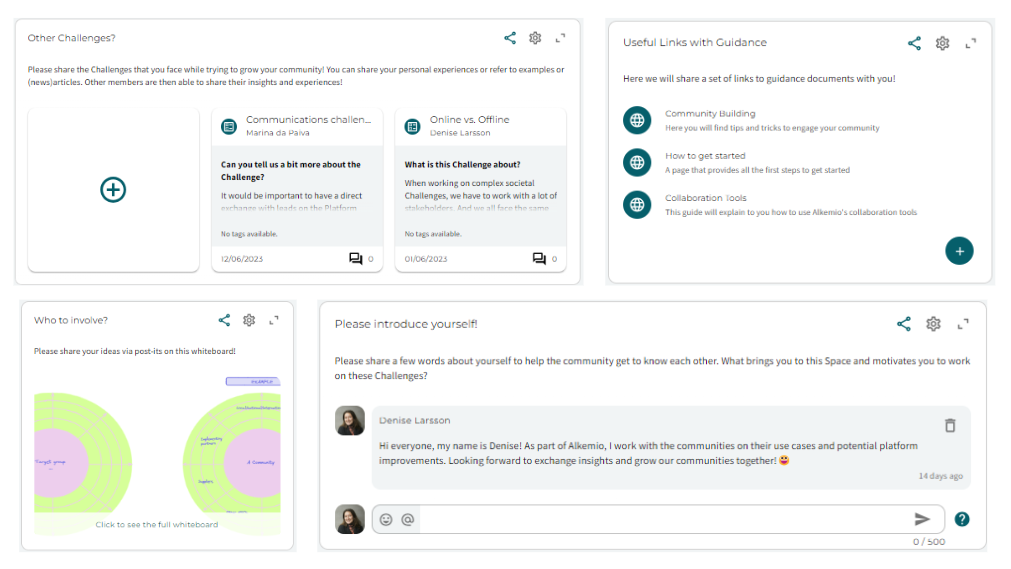 Other Challenges?
Please share the Challenges that you face while trying to grow your community! You can share your personal experiences or refer to examples or
(news)articles. Other members are then able to share their insights and experiences!
Communications challen...
Marina da Paiva
Can you tell us a bit more about the
Challenge?
It would be important to have a direct
exchange with leads on the Platform
No tags available.
12/06/2023
0
Online vs. Offline
Denise Larsson
What is this Challenge about?
When working on complex societal
Challenges, we have to work with a lot of
stakeholders. And we all face the same
No tags available.
01/06/2023
0
Useful Links with Guidance
Here we will share a set of links to guidance documents with you!
Community Building
Here you will find tips and tricks to engage your community
How to get started
A page that provides all the first steps to get started
Collaboration Tools
This guide will explain to you how to use Alkemio's collaboration tools
Who to involve?
Please share your ideas via post-its on this whiteboard!
EXAMPLE
Target group
A Community
Click to see the full whiteboard
Please introduce yourself!
Please share a few words about yourself to help the community get to know each other. What brings you to this Space and motivates you to work
on these Challenges?
Denise Larsson
Hi everyone, my name is Denise! As part of Alkemio, I work with the communities on their use cases and potential platform
improvements. Looking forward to exchange insights and grow our communities together! 😀
14 days ago
0 / 500